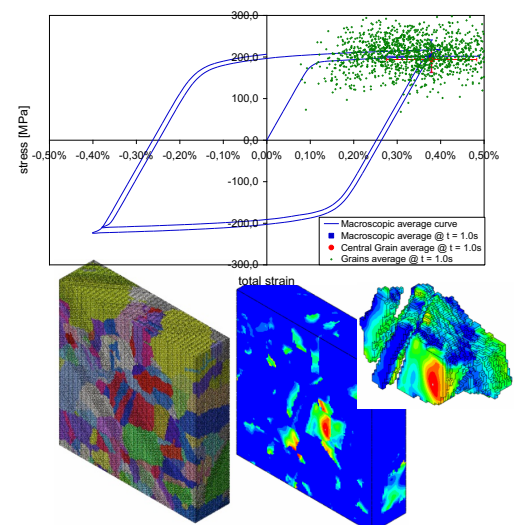 300,0
200,0
100,0
0,0
-0,50% -0,40% -0,30% -0,20% -0,10% 0,00% 0,10% 0,20% 0,30% 0,40% 0,50%
-100,0
-200,0
-300,0
stress [MPa]
Macroscopic average curve
Macroscopic average @ t = 1.0s
Central Grain average @ t = 1.0s
Grains average @ t = 1.0s
total strain